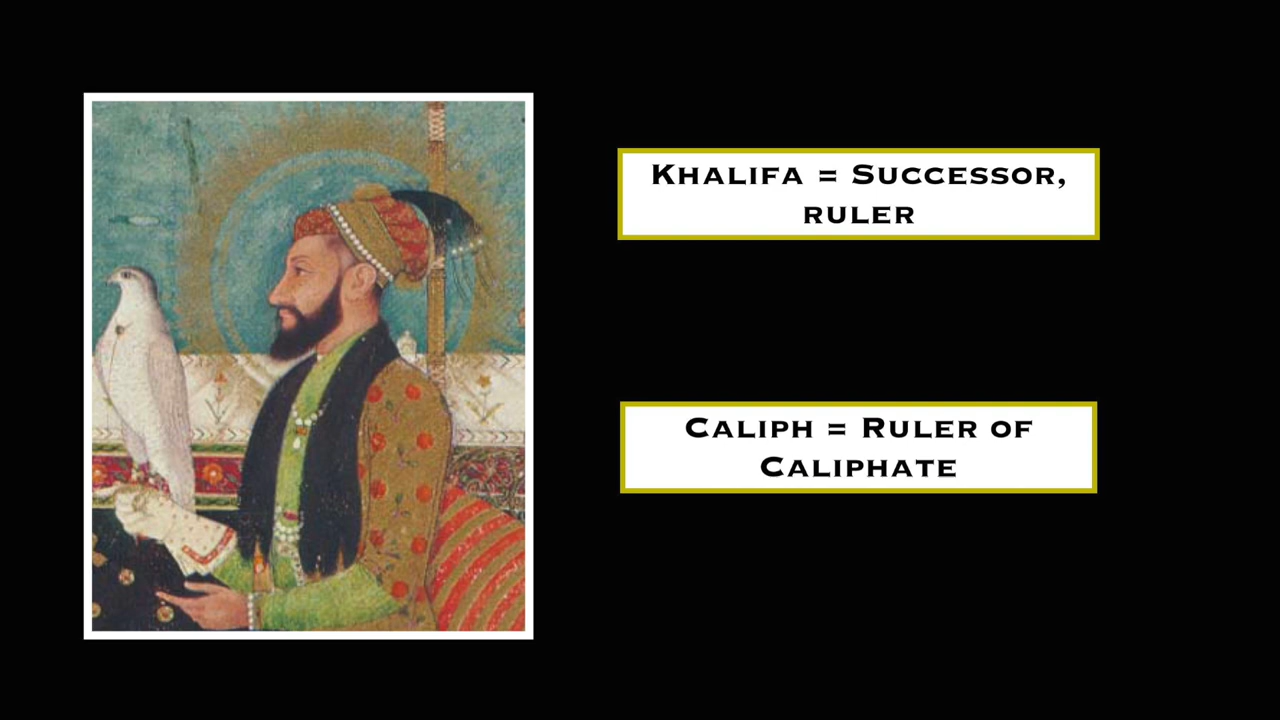 Khalifa = Successor,
ruler
Caliph = Ruler of
Caliphate